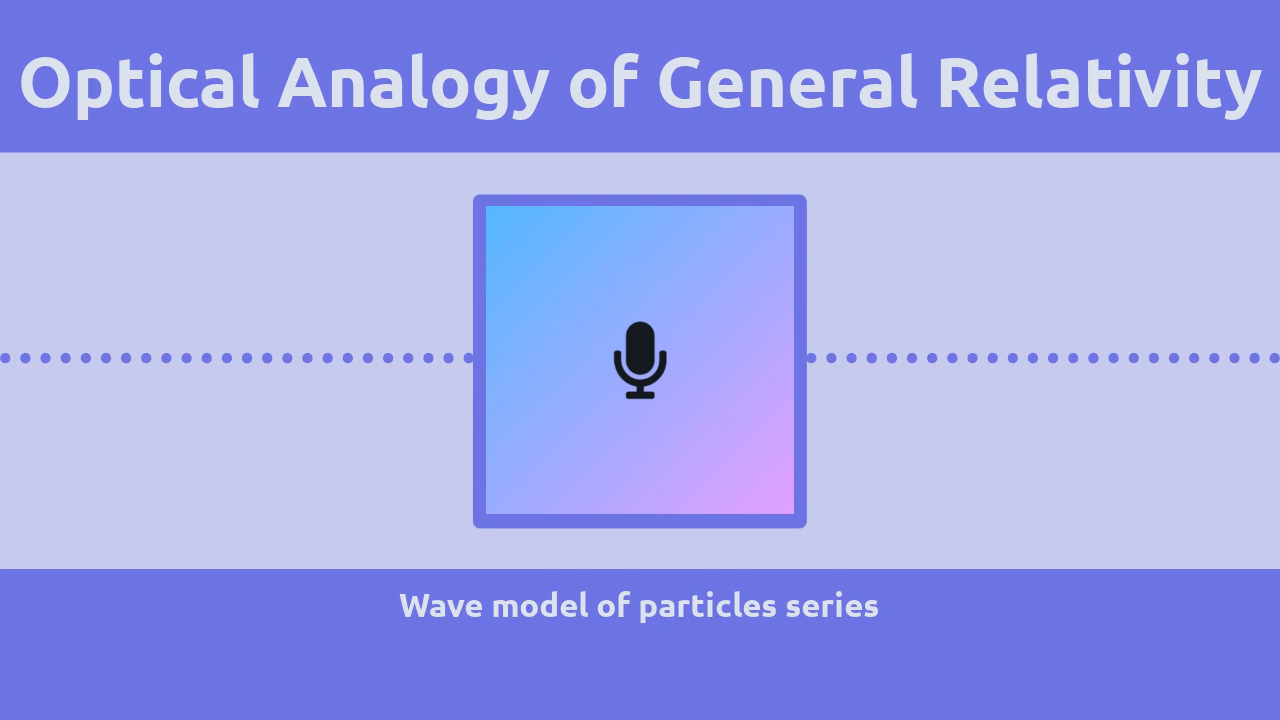 Optical Analogy of General Relativity
Wave model of particles series